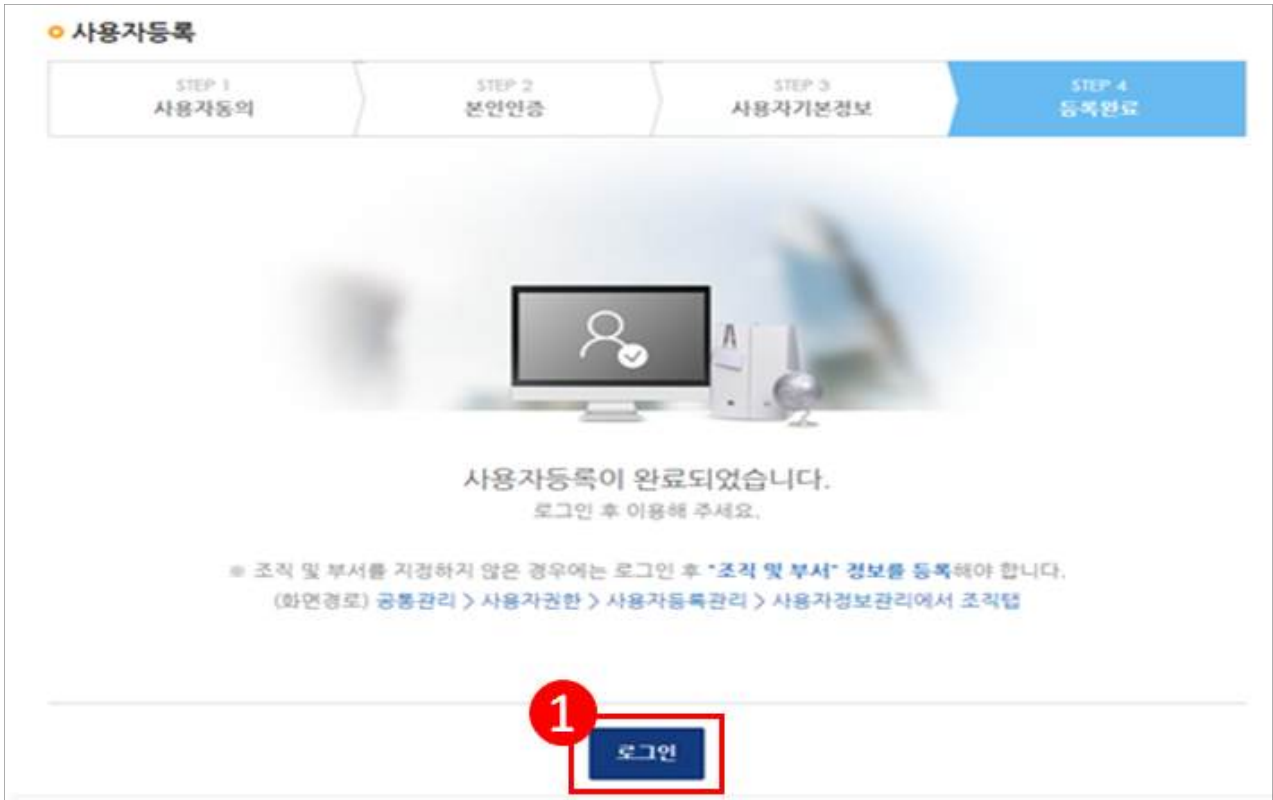 사용자등록
STEP 1
사용자동의
STEP 2
본인인증
STEP 3
사용자기본정보
STEP 4
등록완료
사용자등록이 완료되었습니다.
로그인 후 이용해 주세요.
※ 조직 및 부서를 지정하지 않은 경우에는 로그인 후 "조직 및 부서" 정보를 등록해야 합니다.
(화면경로) 공통관리 > 사용자권한 > 사용자등록관리 > 사용자정보관리에서 조직탭
1
로그인